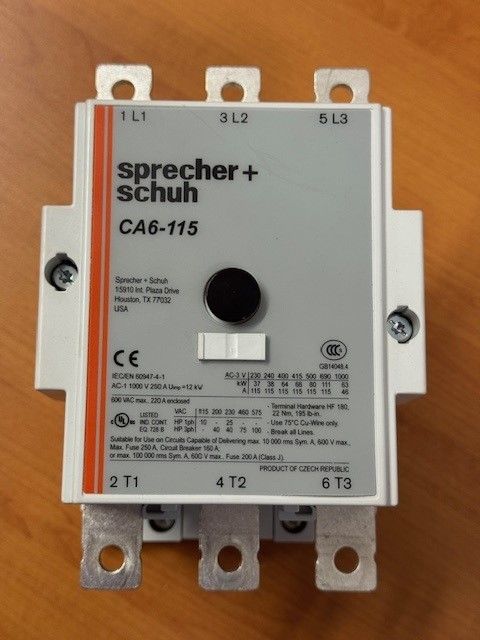 1 L1 3 L2 5 L3
sprecher+
schuh
CA6-115
Sprecher + Schuh
15910 Int. Plaza Drive
Houston, TX 77032
USA
CE
CCC
GB14048.4
IEC/EN 60947-4-1
AC-1 1000 V 250 A Uimp =12 kW
AC-3 V 230 240 400 415 500 690 1000
kW 37 38 64 66 80 111 63
A 115 115 115 115 115 115 46
600 VAC max.. 220 A enclosed
UL LISTED
IND. CONT.
EQ. 728 B
VAC 115 200 230 460 575
HP 1ph 10 - 25 - -
HP 3ph - 40 40 75 100
- Terminal Hardware HF 180,
22 Nm, 195 lb-in.
- Use 75°C Cu-Wire only.
- Break all Lines.
Suitable for Use on Circuits Capable of Delivering max. 10 000 rms Sym. A, 600 V max..
Max. Fuse 250 A, Circuit Breaker 160 A;
or max. 100 000 rms Sym. A, 600 V max.. Fuse 200 A (Class J).
PRODUCT OF CZECH REPUBLIC
2 T1 4 T2 6 T3